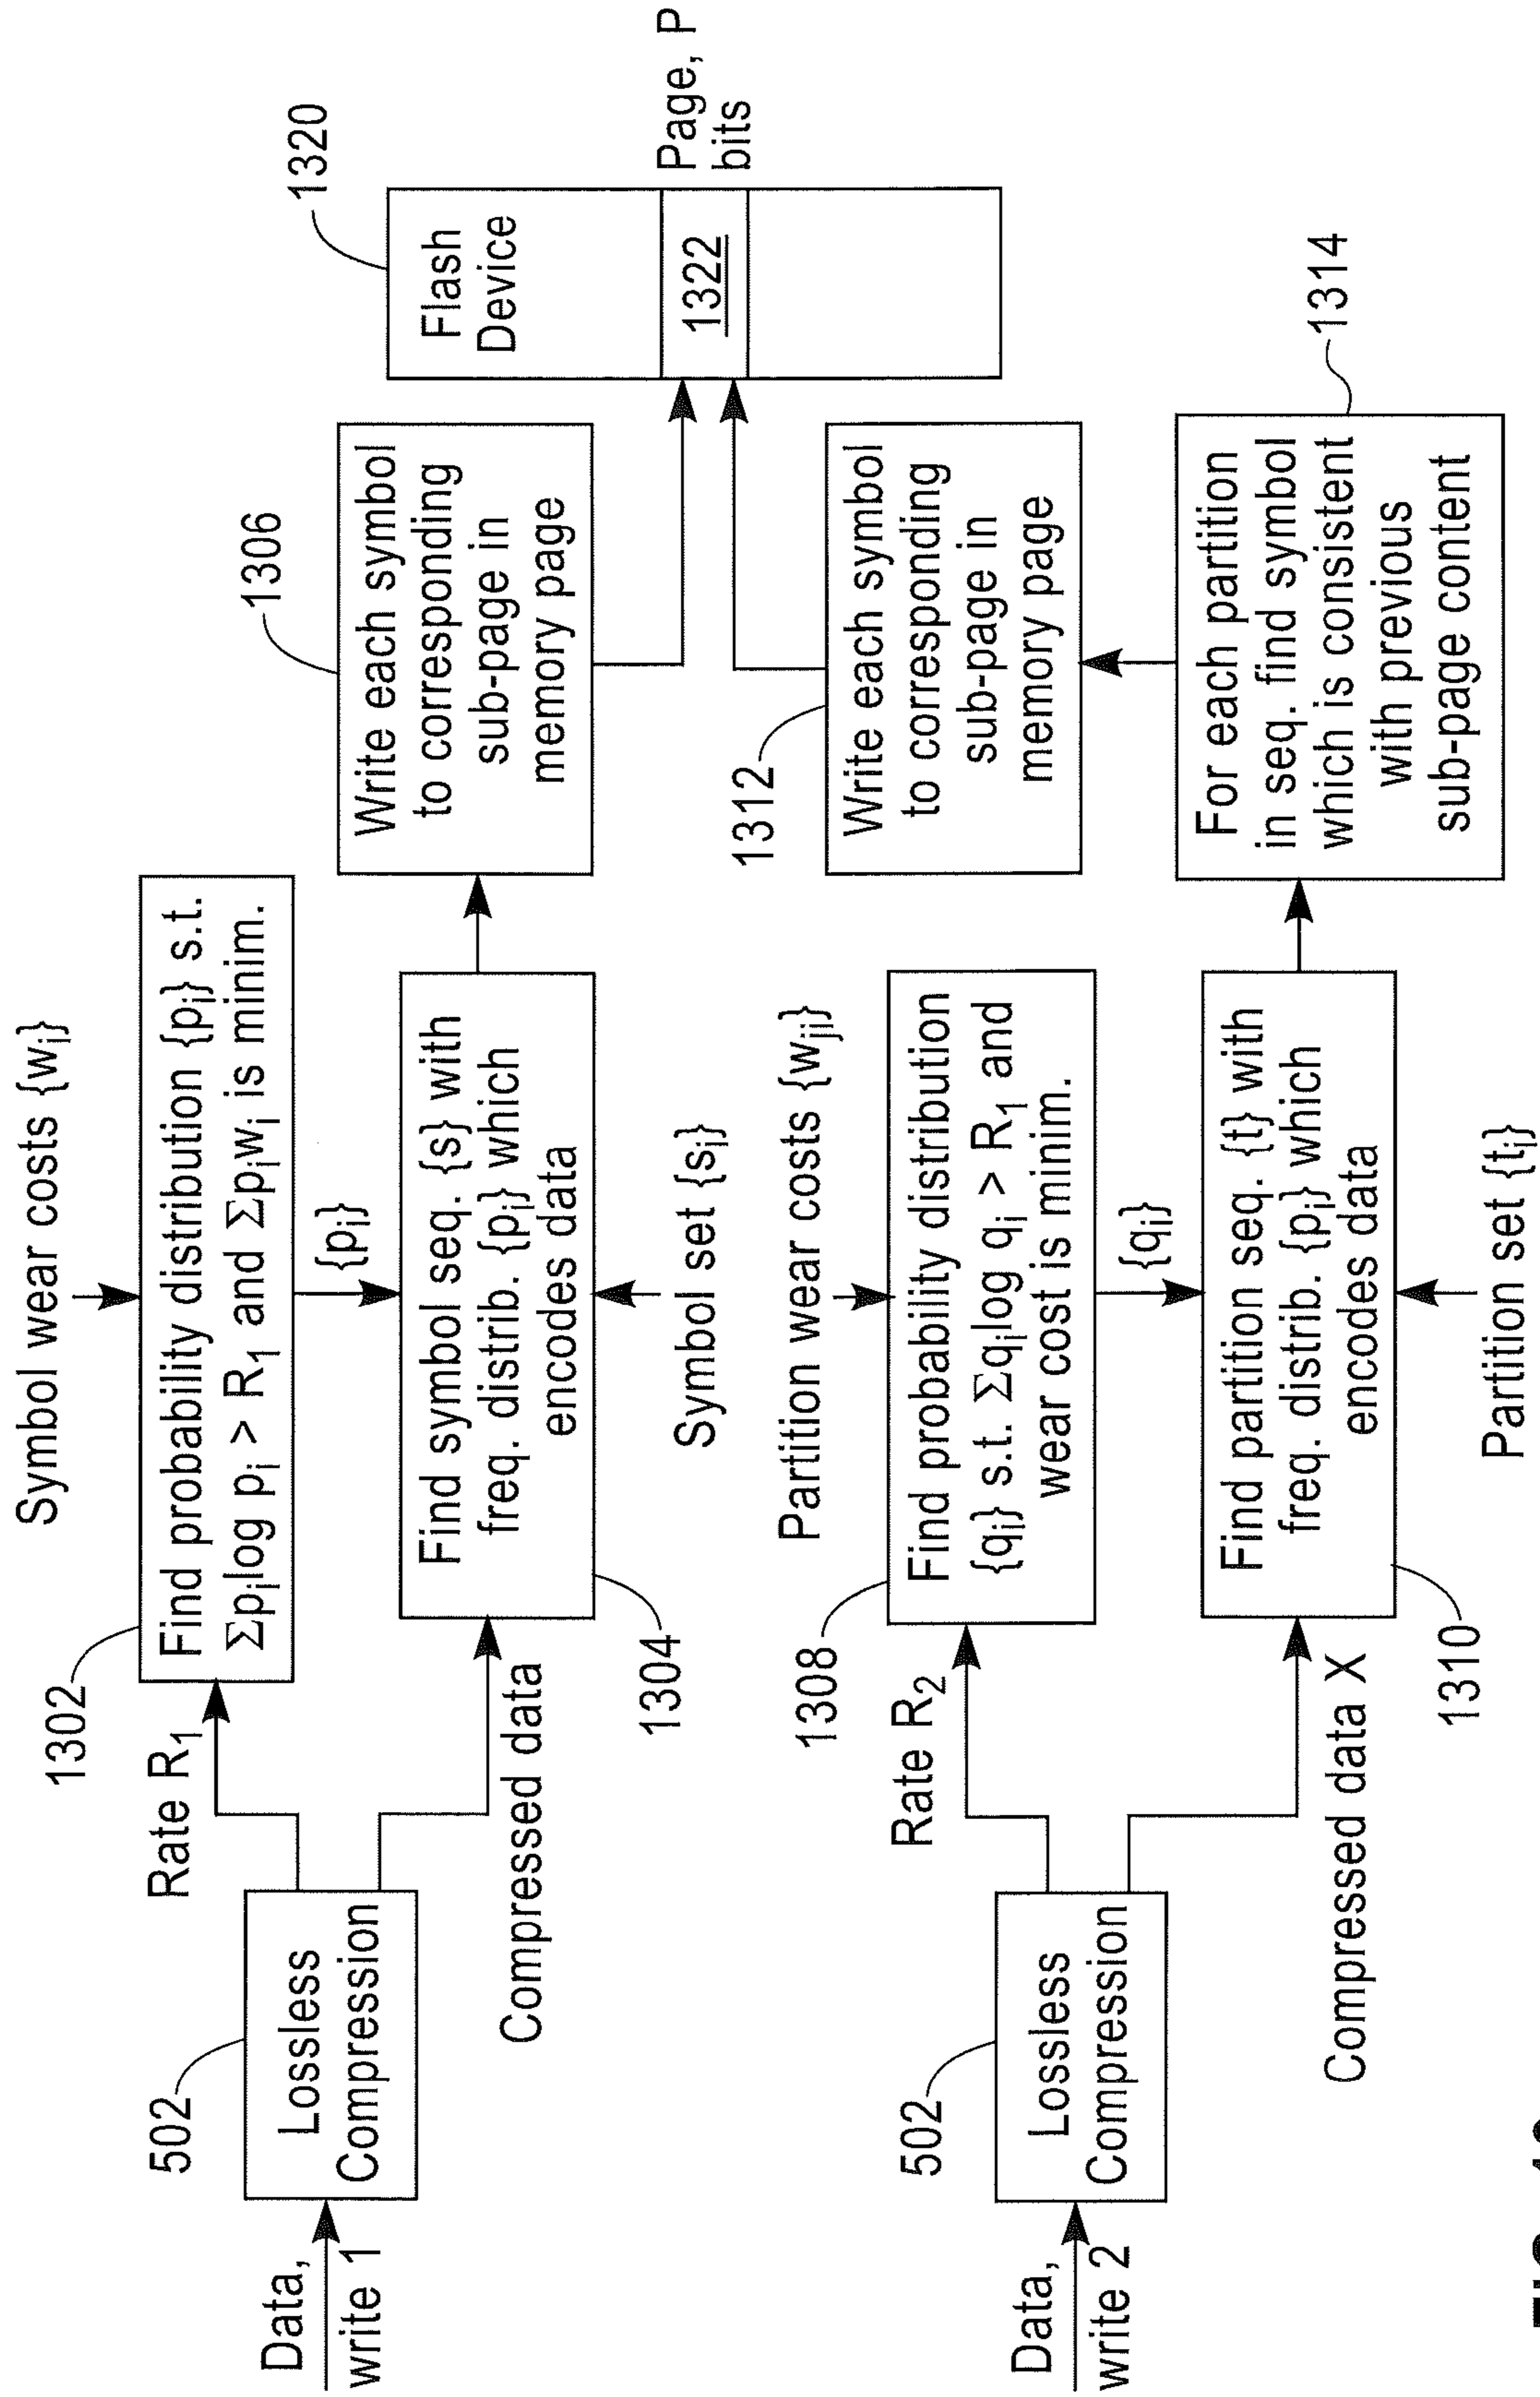 Symbol wear costs {wᵢ}
1302
Rate R₁
Find probability distribution {pᵢ} s.t.
Σpᵢlog pᵢ > R₁ and Σpᵢwᵢ is minim.
{pᵢ}
Data,
write 1
502
Lossless
Compression
Compressed data
1304
Find symbol seq. {s} with
freq. distrib. {pᵢ} which
encodes data
Symbol set {sᵢ}
1306
Write each symbol
to corresponding
sub-page in
memory page
1320
Flash
Device
1322
Page, P
bits
Partition wear costs {wⱼᵢ}
1308
Rate R₂
Find probability distribution
{qᵢ} s.t. Σqᵢlog qᵢ > R₁ and
wear cost is minim.
{qᵢ}
Data,
write 2
502
Lossless
Compression
Compressed data X
1310
Find partition seq. {t} with
freq. distrib. {pᵢ} which
encodes data
Partition set {tᵢ}
1312
Write each symbol
to corresponding
sub-page in
memory page
1314
For each partition
in seq. find symbol
which is consistent
with previous
sub-page content